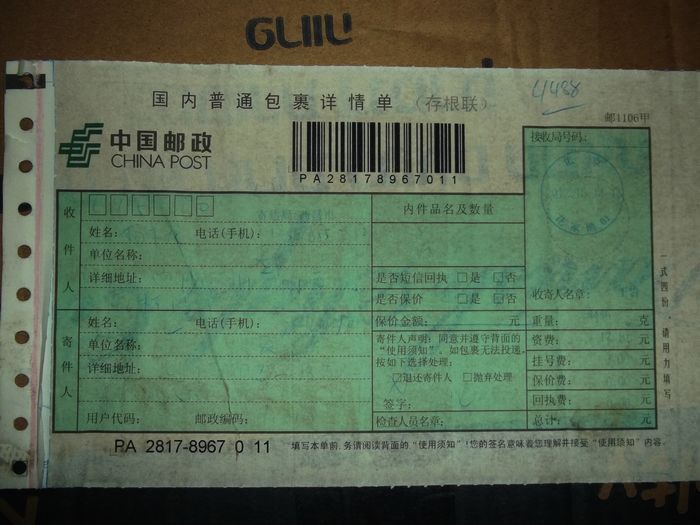 GLIIU
4488
国内普通包裹详情单 (存根联)
邮1106甲
中国邮政
CHINA POST
PA28178967011
接收局号码:
收件人
姓名: 电话(手机):
单位名称:
详细地址:
内件品名及数量
是否短信回执 □是 □否
是否保价 □是 □否
收寄人名章:
寄件人
姓名: 电话(手机):
单位名称:
详细地址:
用户代码: 邮政编码:
保价金额: 元
寄件人声明:同意并遵守背面的
“使用须知”。如包裹无法投递,
按如下选择处理:
□退还寄件人 □抛弃处理
签字:
检查人员名章:
重量: 克
资费: 元
挂号费: 元
保价费: 元
回执费: 元
总计: 元
一式四份,请用力填写
PA 2817-8967 0 11
填写本单前,务请阅读背面的“使用须知”!您的签名意味着您理解并接受“使用须知”内容。